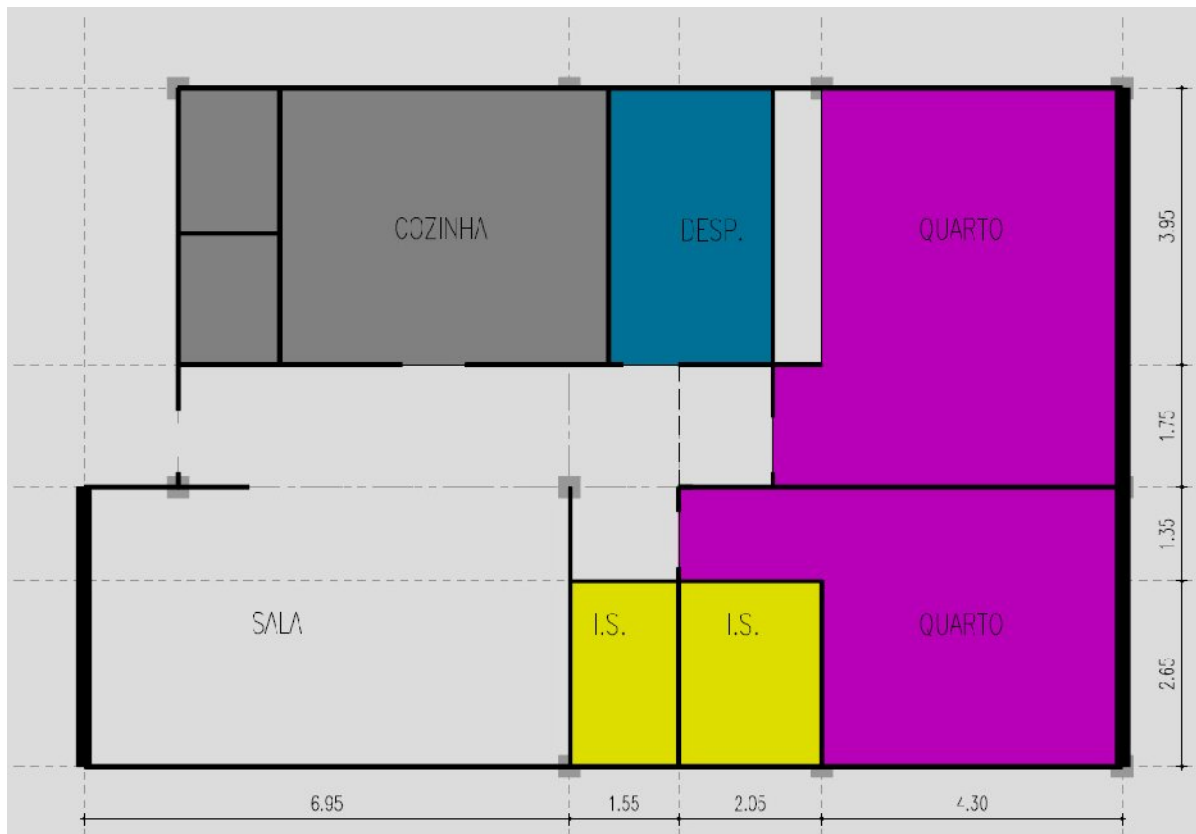 COZINHA
DESP.
QUARTO
3.95
1.75
1.35
SALA
I.S.
I.S.
QUARTO
2.65
6.95
1.55
2.05
4.30